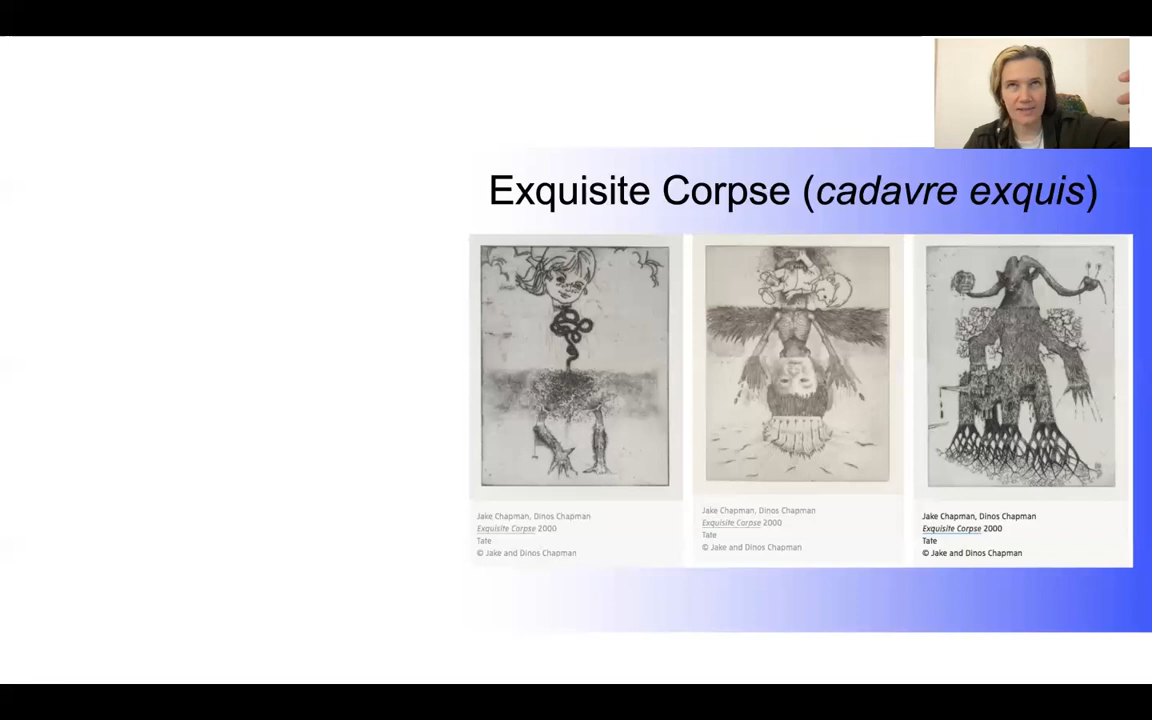 Exquisite Corpse (cadavre exquis)
Jake Chapman, Dinos Chapman
Exquisite Corpse 2000
Tate
© Jake and Dinos Chapman
Jake Chapman, Dinos Chapman
Exquisite Corpse 2000
Tate
© Jake and Dinos Chapman
Jake Chapman, Dinos Chapman
Exquisite Corpse 2000
Tate
© Jake and Dinos Chapman